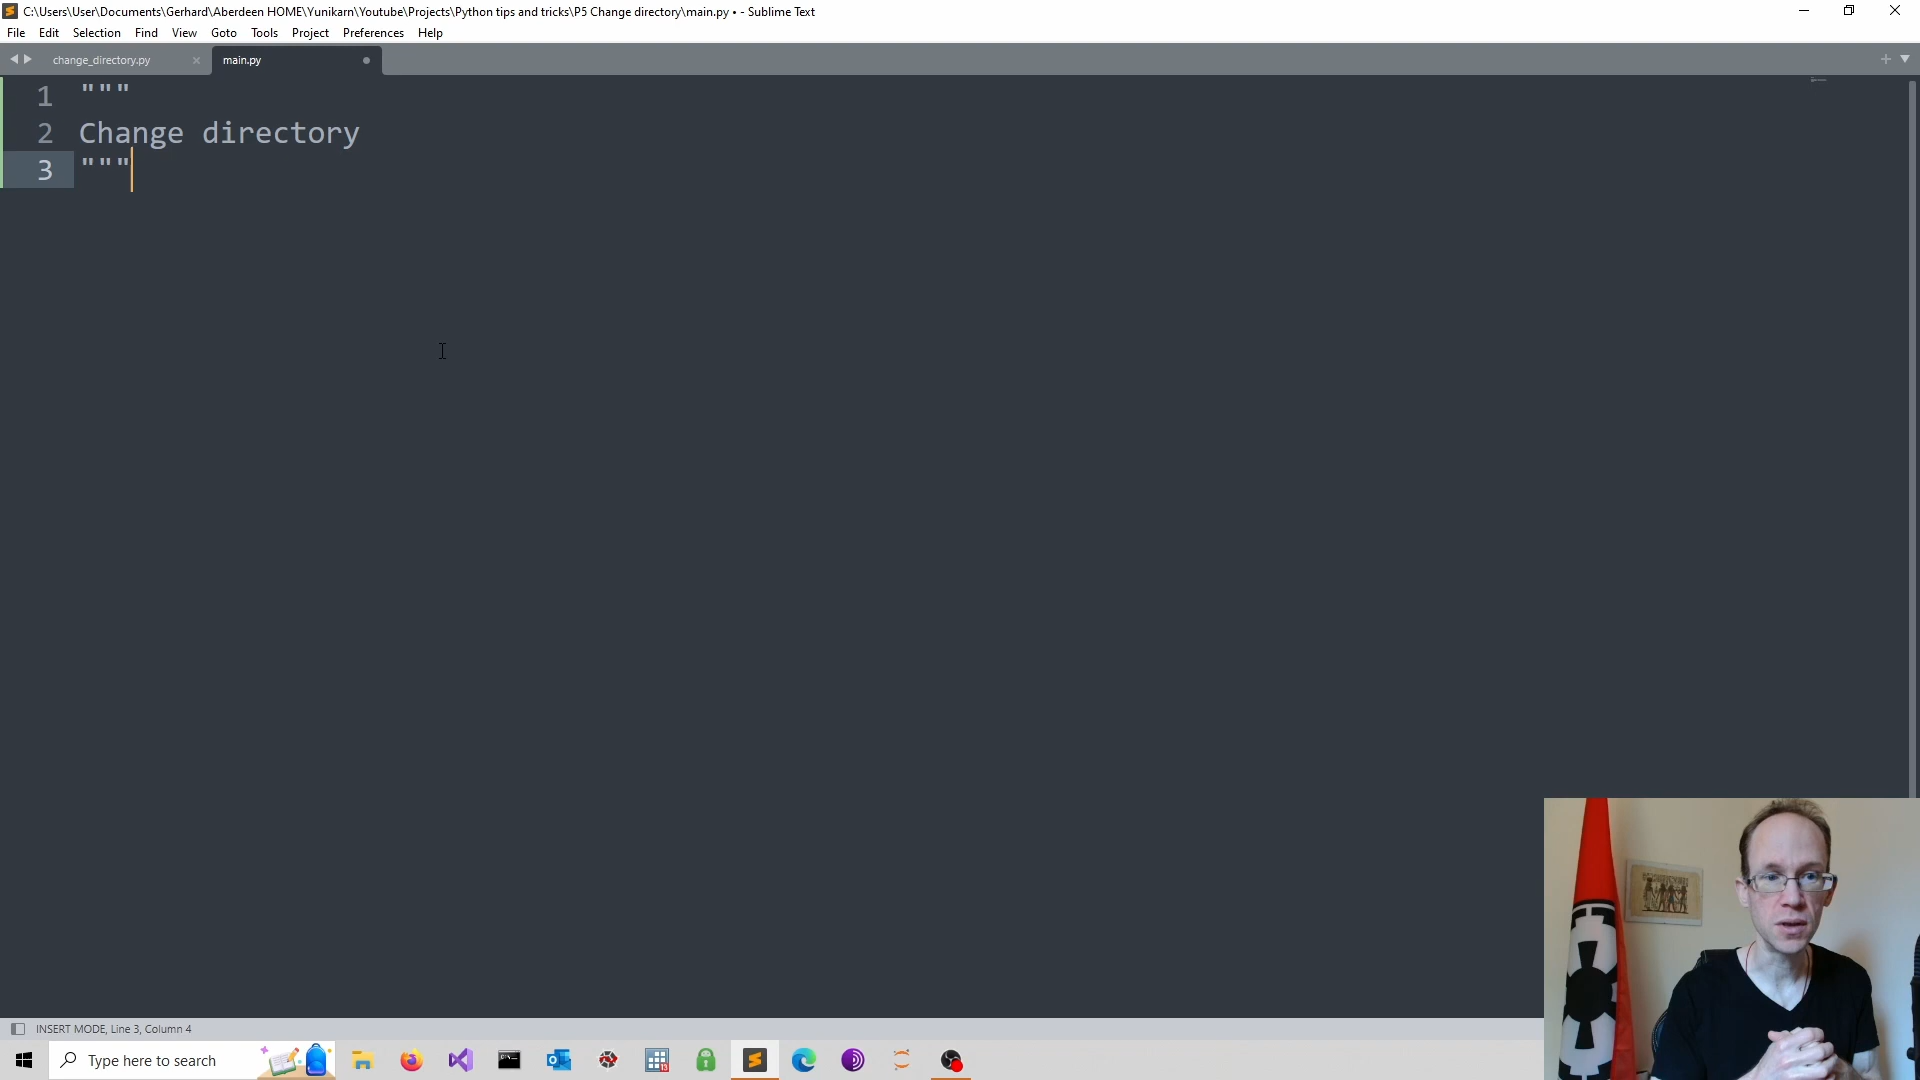 C:\Users\User\Documents\Gerhard\Aberdeen HOME\Yunikarn\Youtube\Projects\Python tips and tricks\P5 Change directory\main.py • - Sublime Text
File Edit Selection Find View Goto Tools Project Preferences Help
change_directory.py main.py
1 """
2 Change directory
3 """
INSERT MODE, Line 3, Column 4
Type here to search